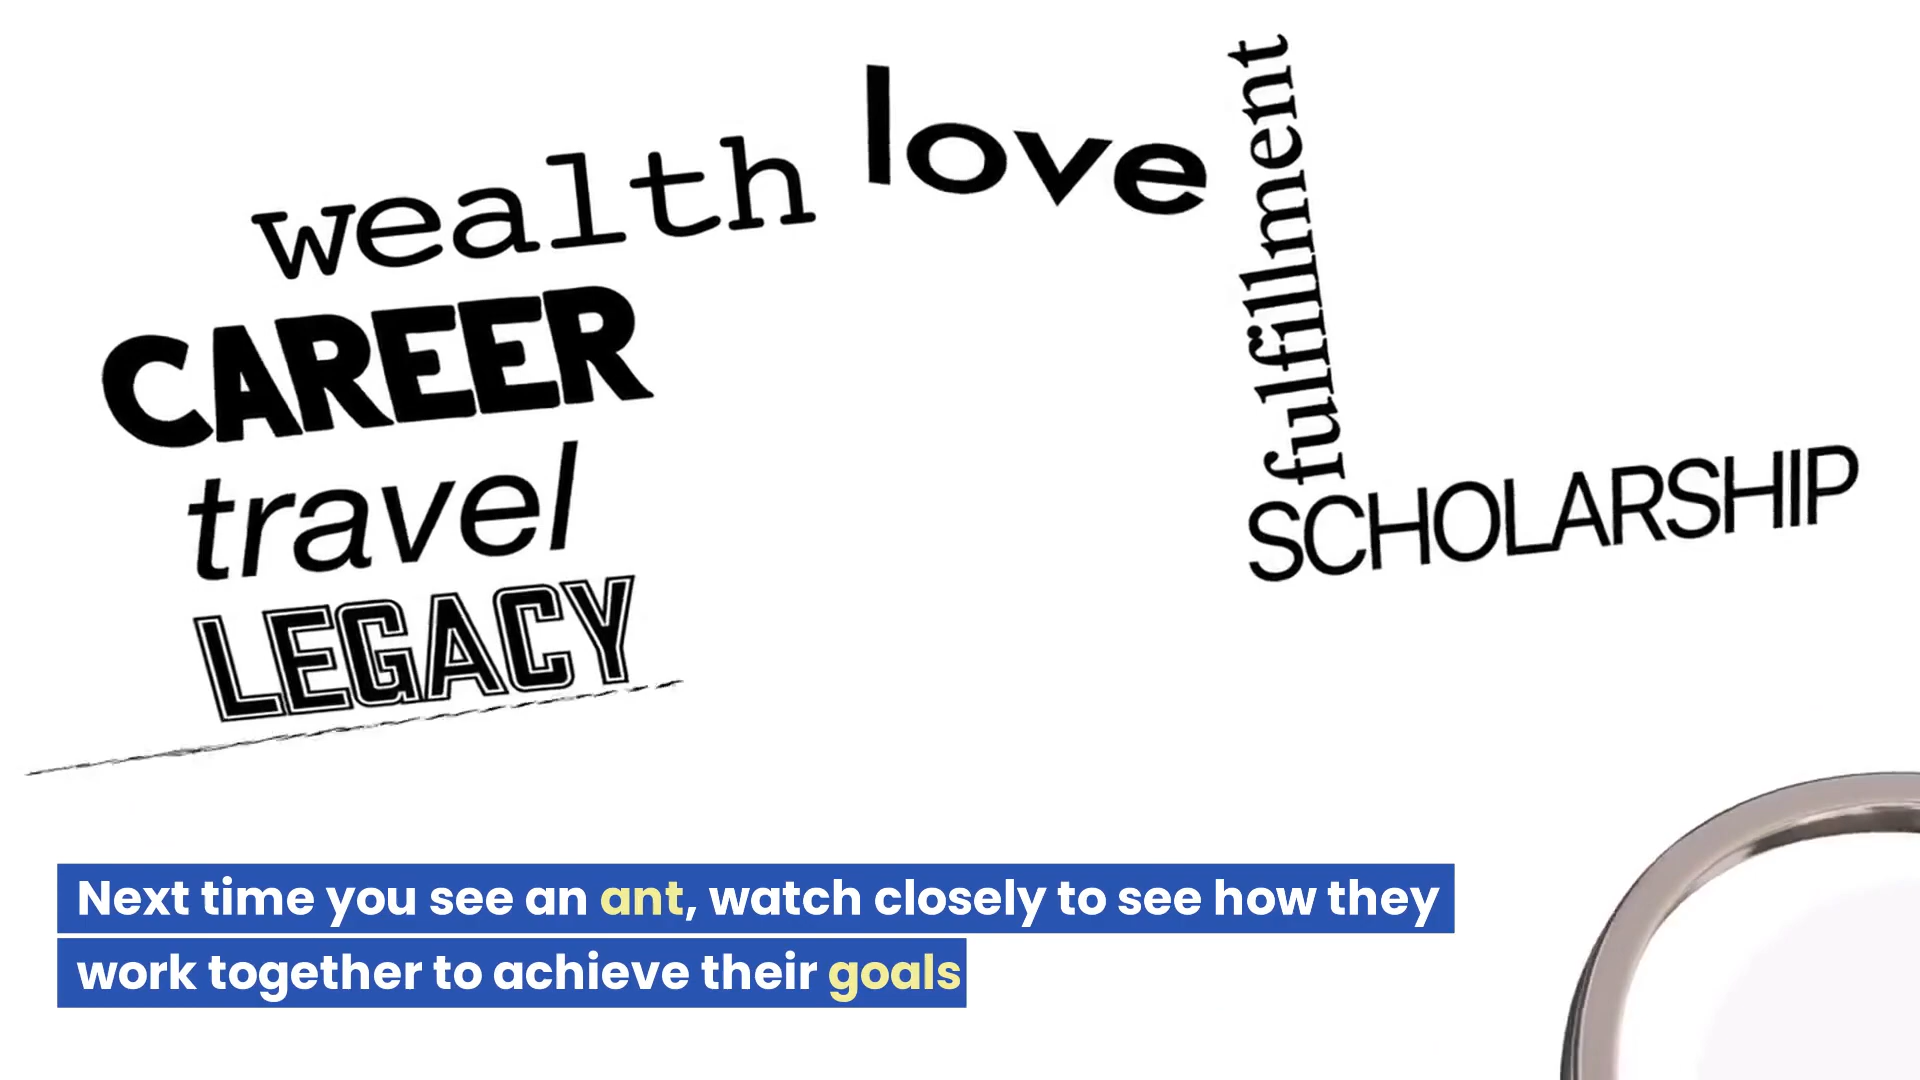 wealth
love
fulfillment
CAREER
travel
SCHOLARSHIP
LEGACY
Next time you see an ant, watch closely to see how they
work together to achieve their goals